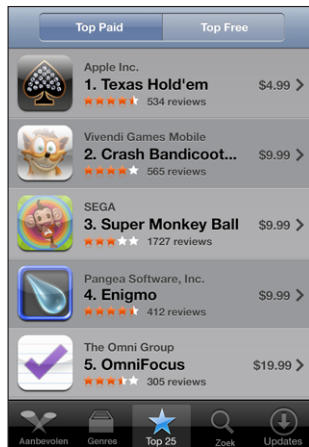 Top Paid
Top Free
Apple Inc.
1. Texas Hold'em
$4.99
534 reviews
Vivendi Games Mobile
2. Crash Bandicoot...
$9.99
565 reviews
SEGA
3. Super Monkey Ball
$9.99
1727 reviews
Pangea Software, Inc.
4. Enigmo
$9.99
412 reviews
The Omni Group
5. OmniFocus
$19.99
305 reviews
Aanbevolen
Genres
Top 25
Zoek
Updates